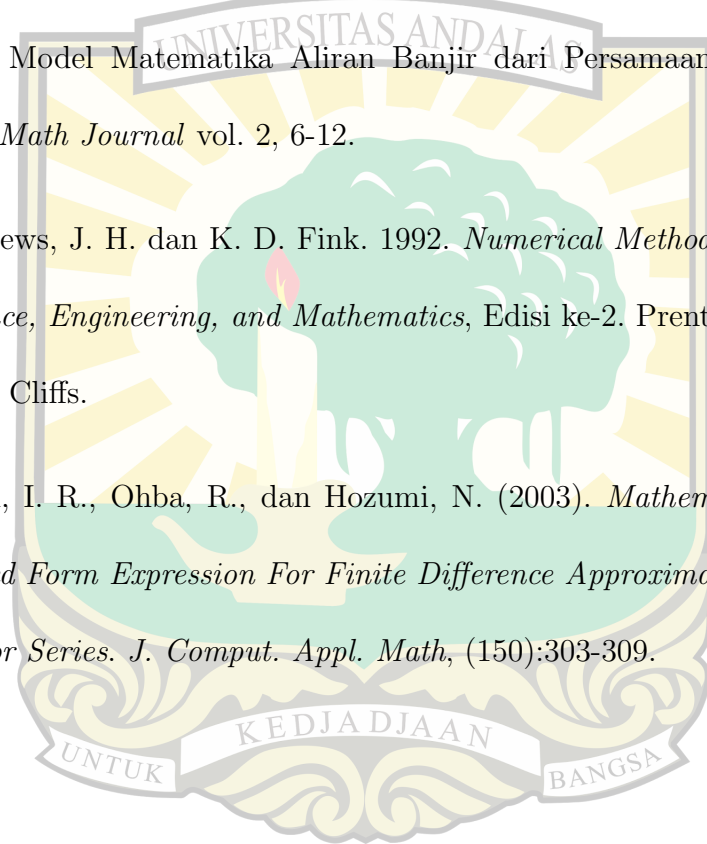 UNIVERSITAS ANDALAS
Model Matematika Aliran Banjir dari Persamaan
Math Journal vol. 2, 6-12.
ews, J. H. dan K. D. Fink. 1992. Numerical Method
ce, Engineering, and Mathematics, Edisi ke-2. Prent
Cliffs.
, I. R., Ohba, R., dan Hozumi, N. (2003). Mathem
d Form Expression For Finite Difference Approxima
or Series. J. Comput. Appl. Math, (150):303-309.
KEDJADJAAN
UNTUK BANGSA